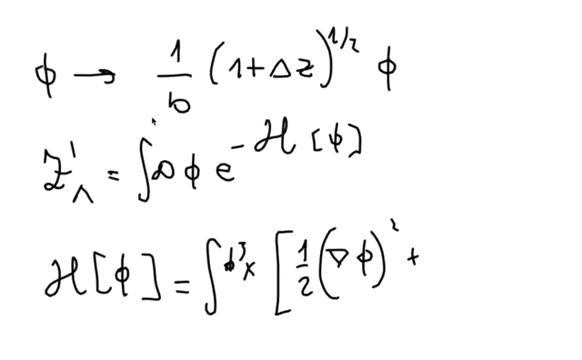 ϕ → 1/b (1+Δz)^{1/2} ϕ
Z'_Λ = ∫Dϕ e^{-ℋ[ϕ]}
ℋ[ϕ] = ∫d³x [1/2 (∇ϕ)² +